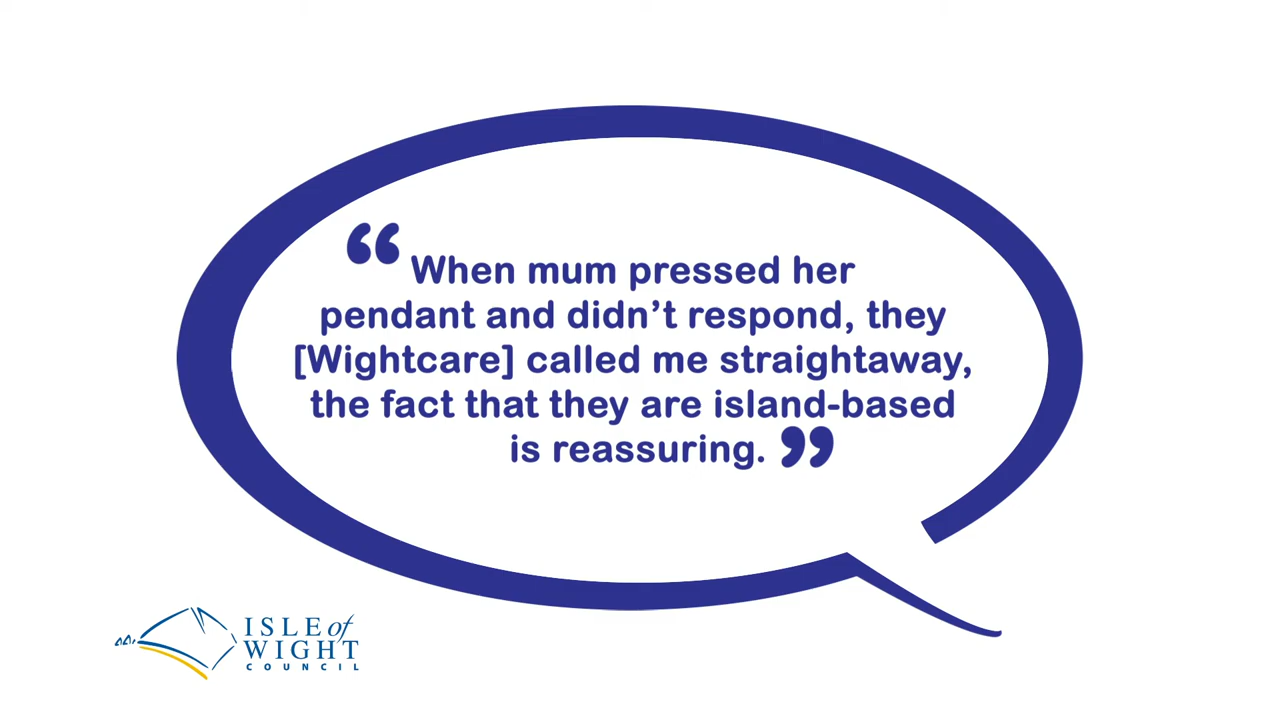 “When mum pressed her
pendant and didn’t respond, they
[Wightcare] called me straightaway,
the fact that they are island-based
is reassuring.”
ISLE of
WIGHT
COUNCIL